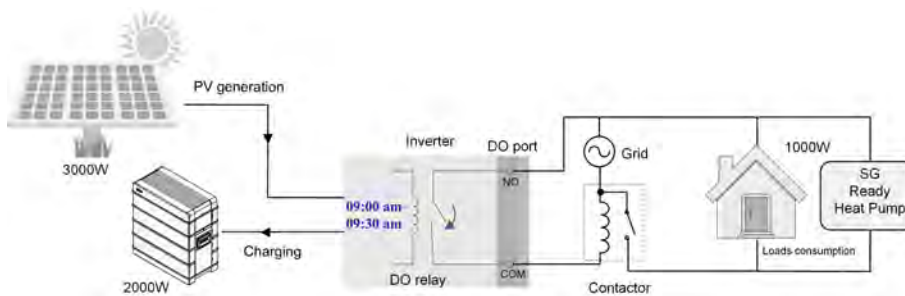 PV generation
3000W
Inverter
DO port
NO
09:00 am
09:30 am
Charging
2000W
DO relay
COM
Grid
Contactor
1000W
Loads consumption
SG
Ready
Heat Pump